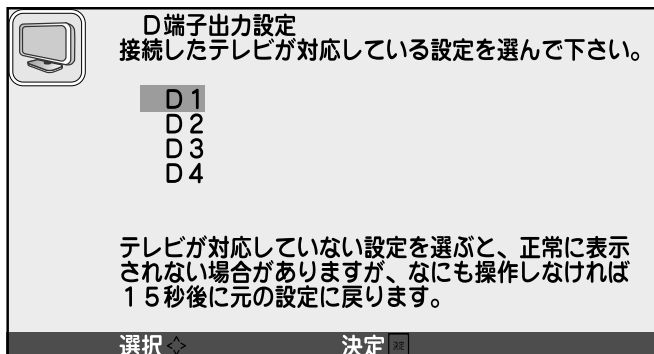 D端子出力設定
接続したテレビが対応している設定を選んで下さい。
D1
D2
D3
D4
テレビが対応していない設定を選ぶと、正常に表示
されない場合がありますが、なにも操作しなければ
15秒後に元の設定に戻ります。
選択 決定 決定